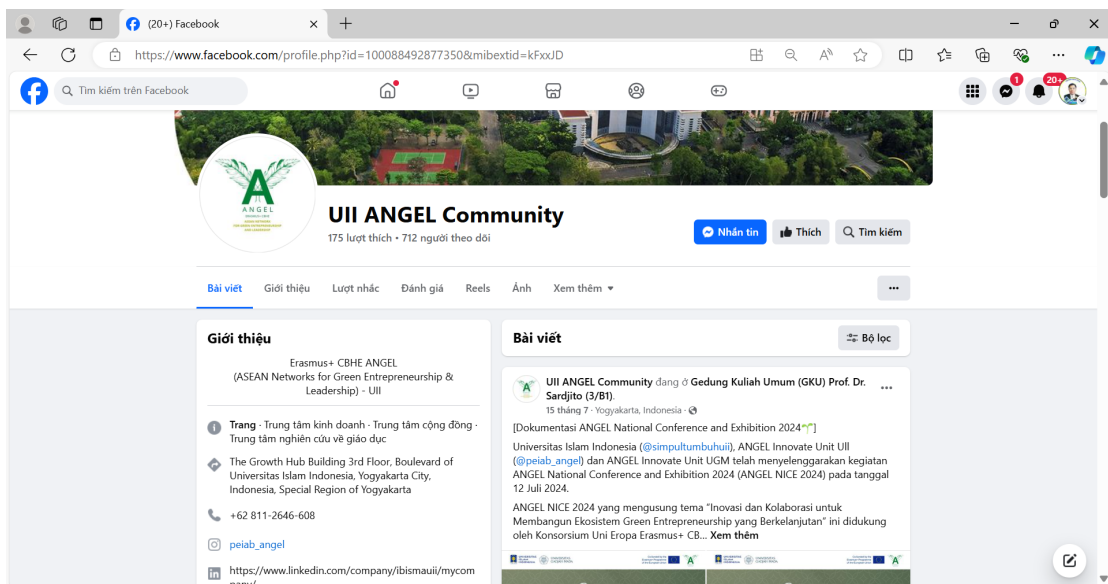 (20+) Facebook
https://www.facebook.com/profile.php?id=100088492877350&mibextid=kFxxJD
Tìm kiếm trên Facebook
1
20+
A
ANGEL
UII ANGEL Community
175 lượt thích • 712 người theo dõi
Nhắn tin
Thích
Tìm kiếm
Bài viết
Giới thiệu
Lượt nhắc
Đánh giá
Reels
Ảnh
Xem thêm
Giới thiệu
Erasmus+ CBHE ANGEL
(ASEAN Networks for Green Entrepreneurship &
Leadership) - UII
Trang · Trung tâm kinh doanh · Trung tâm cộng đồng ·
Trung tâm nghiên cứu về giáo dục
The Growth Hub Building 3rd Floor, Boulevard of
Universitas Islam Indonesia, Yogyakarta City,
Indonesia, Special Region of Yogyakarta
+62 811-2646-608
peiab_angel
https://www.linkedin.com/company/ibismauii/mycom
pany/
Bài viết
Bộ lọc
UII ANGEL Community đang ở Gedung Kuliah Umum (GKU) Prof. Dr.
Sardjito (3/B1).
15 tháng 7 · Yogyakarta, Indonesia ·
[Dokumentasi ANGEL National Conference and Exhibition 2024🌱]
Universitas Islam Indonesia (@simpultumbuhuii), ANGEL Innovate Unit UII
(@peiab_angel) dan ANGEL Innovate Unit UGM telah menyelenggarakan kegiatan
ANGEL National Conference and Exhibition 2024 (ANGEL NICE 2024) pada tanggal
12 Juli 2024.
ANGEL NICE 2024 yang mengusung tema “Inovasi dan Kolaborasi untuk
Membangun Ekosistem Green Entrepreneurship yang Berkelanjutan” ini didukung
oleh Konsorsium Uni Eropa Erasmus+ CB... Xem thêm